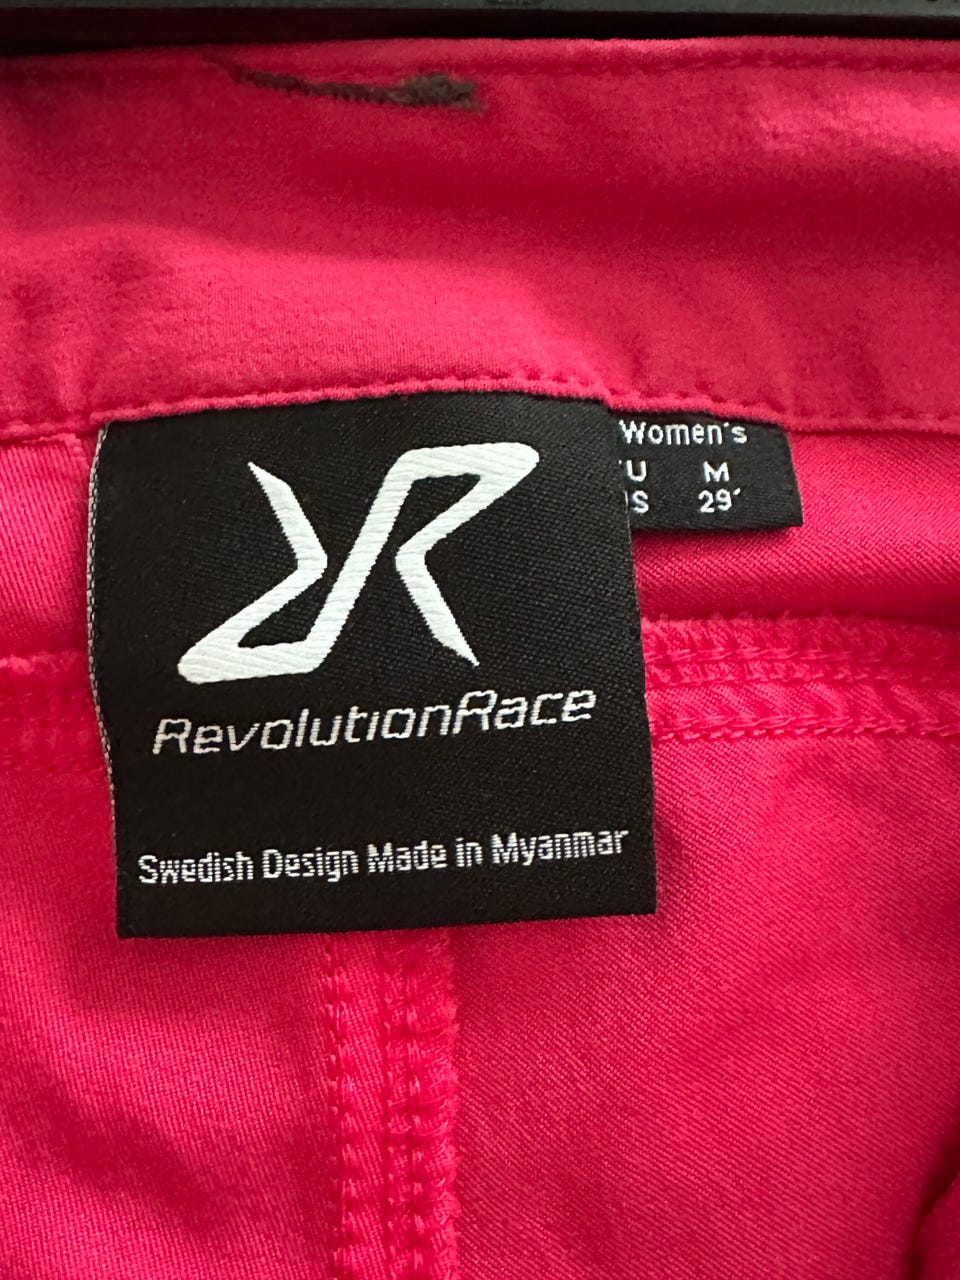 Women's
U M
S 29'
RevolutionRace
Swedish Design Made in Myanmar